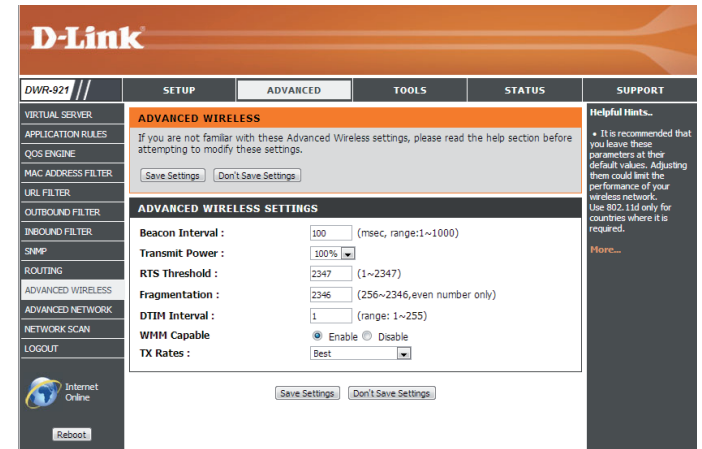 D-Link
DWR-921
SETUP
ADVANCED
TOOLS
STATUS
SUPPORT
VIRTUAL SERVER
APPLICATION RULES
QOS ENGINE
MAC ADDRESS FILTER
URL FILTER
OUTBOUND FILTER
INBOUND FILTER
SNMP
ROUTING
ADVANCED WIRELESS
ADVANCED NETWORK
NETWORK SCAN
LOGOUT
Internet
Online
Reboot
ADVANCED WIRELESS
If you are not familar with these Advanced Wireless settings, please read the help section before
attempting to modify these settings.
Save Settings Don't Save Settings
ADVANCED WIRELESS SETTINGS
Beacon Interval : 100 (msec, range:1~1000)
Transmit Power : 100%
RTS Threshold : 2347 (1~2347)
Fragmentation : 2346 (256~2346,even number only)
DTIM Interval : 1 (range: 1~255)
WMM Capable Enable Disable
TX Rates : Best
Save Settings Don't Save Settings
Helpful Hints..
• It is recommended that
you leave these
parameters at their
default values. Adjusting
them could limit the
performance of your
wireless network.
Use 802.11d only for
countries where it is
required.
More...